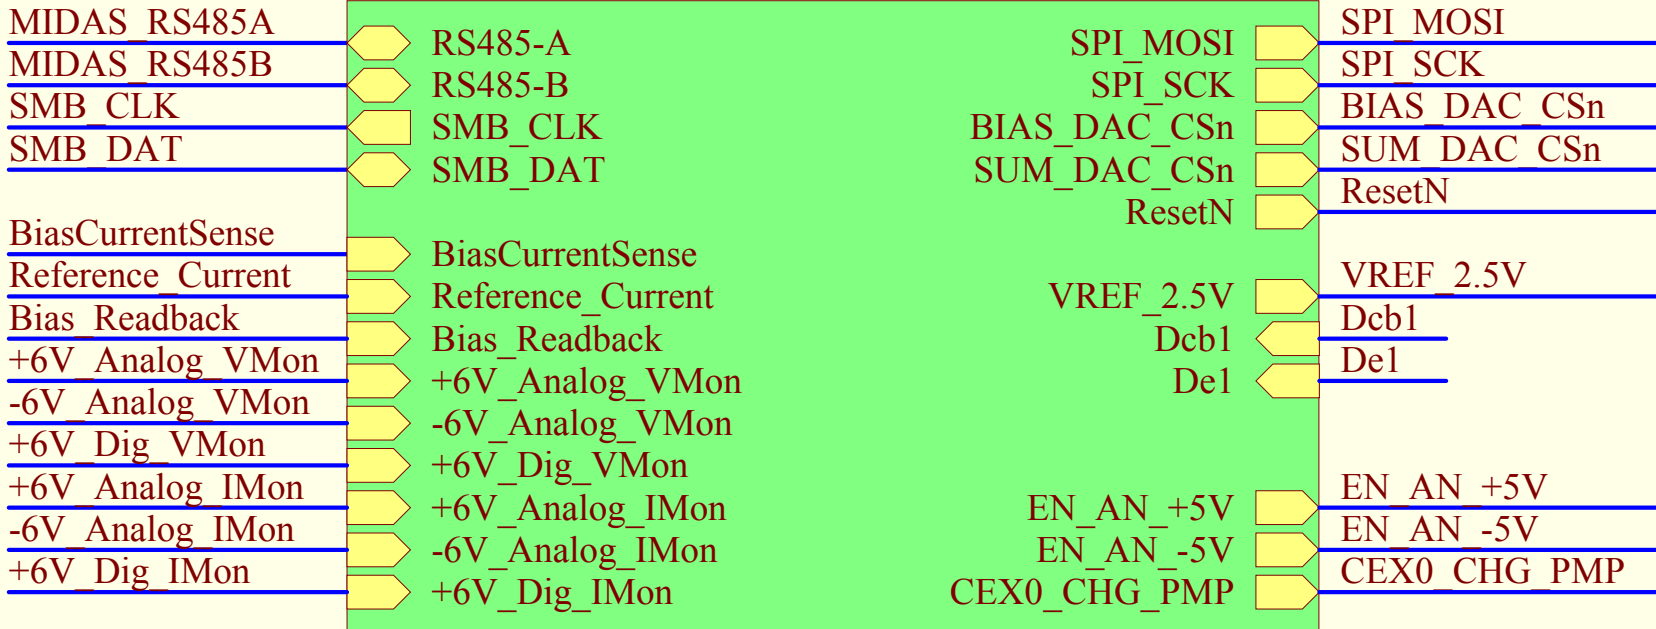 MIDAS_RS485A RS485-A SPI_MOSI SPI_MOSI
MIDAS_RS485B RS485-B SPI_SCK SPI_SCK
SMB_CLK SMB_CLK BIAS_DAC_CSn BIAS_DAC_CSn
SMB_DAT SMB_DAT SUM_DAC_CSn SUM_DAC_CSn
ResetN ResetN
BiasCurrentSense BiasCurrentSense
Reference_Current Reference_Current VREF_2.5V VREF_2.5V
Bias_Readback Bias_Readback Dcb1 Dcb1
+6V_Analog_VMon +6V_Analog_VMon De1 De1
-6V_Analog_VMon -6V_Analog_VMon
+6V_Dig_VMon +6V_Dig_VMon
+6V_Analog_IMon +6V_Analog_IMon EN_AN_+5V EN_AN_+5V
-6V_Analog_IMon -6V_Analog_IMon EN_AN_-5V EN_AN_-5V
+6V_Dig_IMon +6V_Dig_IMon CEX0_CHG_PMP CEX0_CHG_PMP